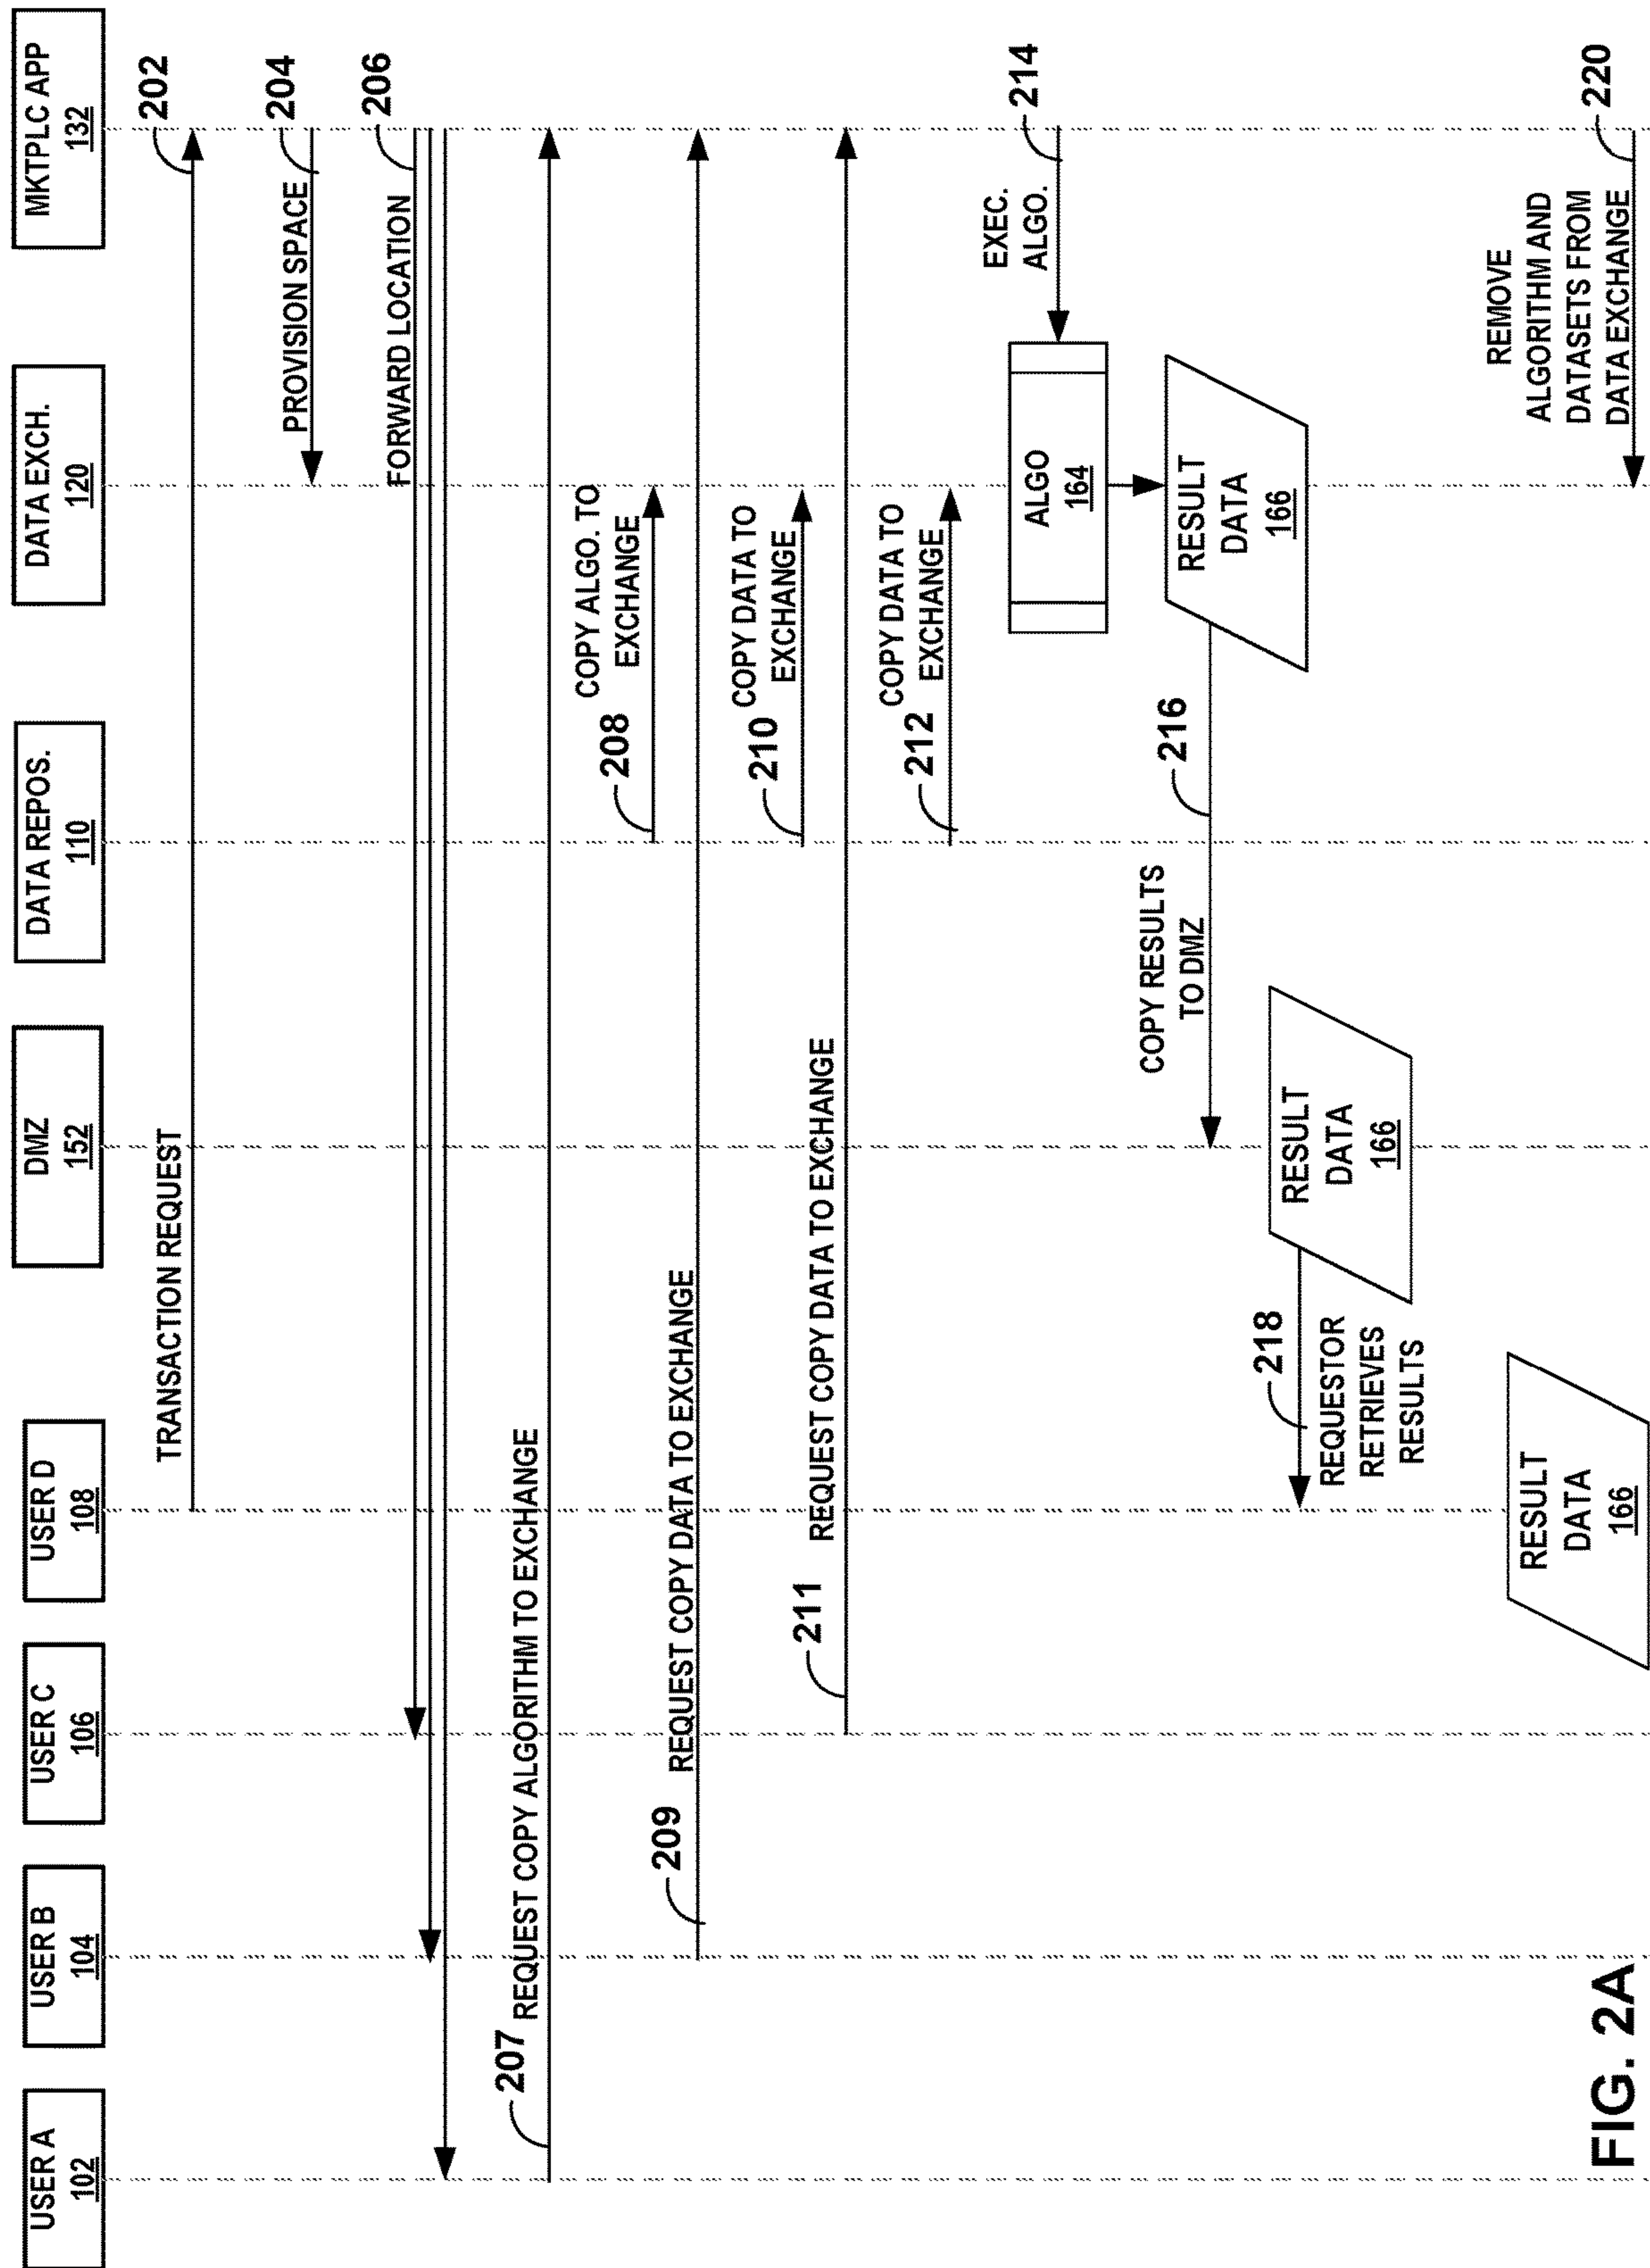 USER A
102
USER B
104
USER C
106
USER D
108
DMZ
152
DATA REPOS.
110
DATA EXCH.
120
MKTPLC APP
132
TRANSACTION REQUEST
202
PROVISION SPACE
204
FORWARD LOCATION
206
207
REQUEST COPY ALGORITHM TO EXCHANGE
208
COPY ALGO. TO
EXCHANGE
209
REQUEST COPY DATA TO EXCHANGE
210
COPY DATA TO
EXCHANGE
211
REQUEST COPY DATA TO EXCHANGE
212
COPY DATA TO
EXCHANGE
EXEC.
ALGO.
214
ALGO
164
RESULT
DATA
166
COPY RESULTS
TO DMZ
216
RESULT
DATA
166
218
REQUESTOR
RETRIEVES
RESULTS
RESULT
DATA
166
REMOVE
ALGORITHM AND
DATASETS FROM
DATA EXCHANGE
220
FIG. 2A